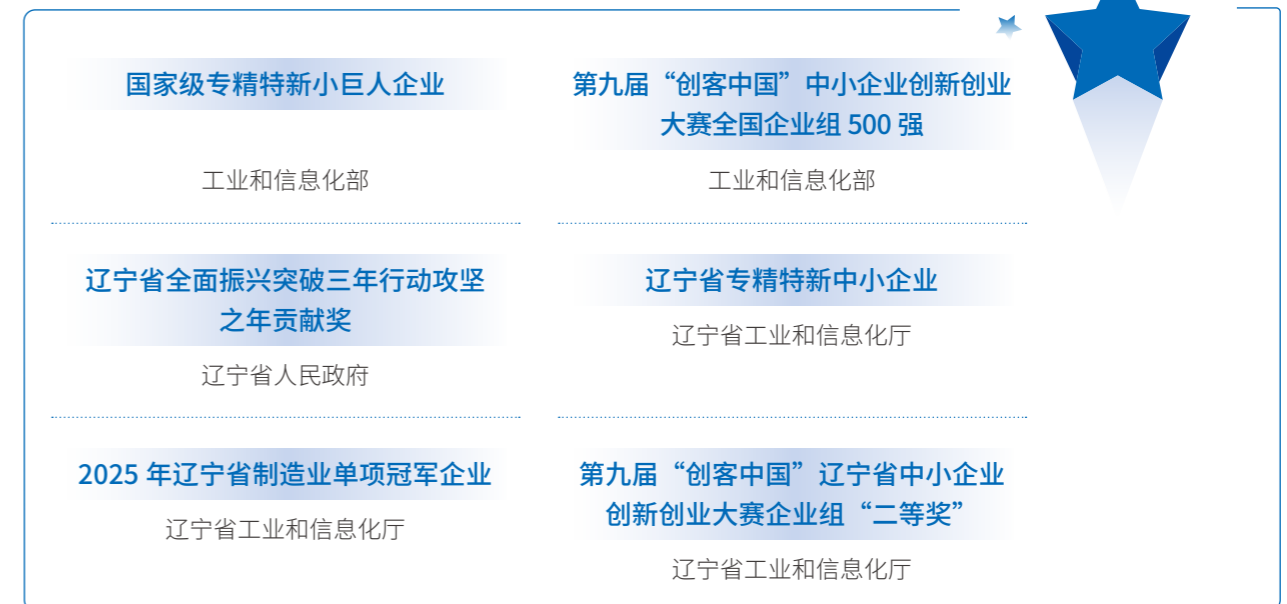 国家级专精特新小巨人企业
工业和信息化部
第九届“创客中国”中小企业创新创业
大赛全国企业组 500 强
工业和信息化部
辽宁省全面振兴突破三年行动攻坚
之年贡献奖
辽宁省人民政府
辽宁省专精特新中小企业
辽宁省工业和信息化厅
2025 年辽宁省制造业单项冠军企业
辽宁省工业和信息化厅
第九届“创客中国”辽宁省中小企业
创新创业大赛企业组“二等奖”
辽宁省工业和信息化厅